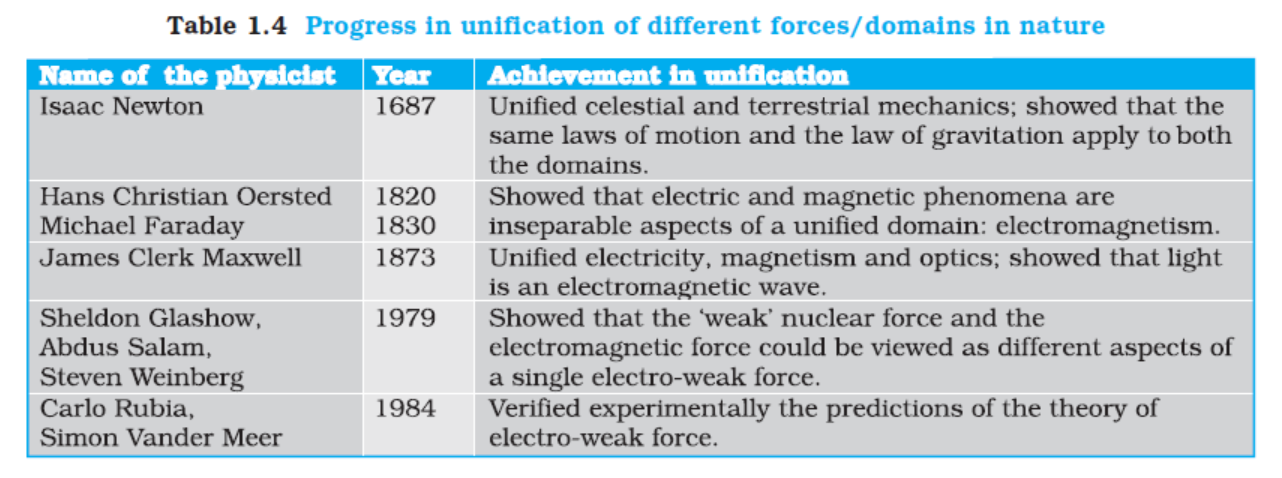 Table 1.4 Progress in unification of different forces/domains in nature
Name of the physicist Year Achievement in unification
Isaac Newton 1687 Unified celestial and terrestrial mechanics; showed that the
same laws of motion and the law of gravitation apply to both
the domains.
Hans Christian Oersted 1820 Showed that electric and magnetic phenomena are
Michael Faraday 1830 inseparable aspects of a unified domain: electromagnetism.
James Clerk Maxwell 1873 Unified electricity, magnetism and optics; showed that light
is an electromagnetic wave.
Sheldon Glashow, 1979 Showed that the ‘weak’ nuclear force and the
Abdus Salam, electromagnetic force could be viewed as different aspects of
Steven Weinberg a single electro-weak force.
Carlo Rubia, 1984 Verified experimentally the predictions of the theory of
Simon Vander Meer electro-weak force.